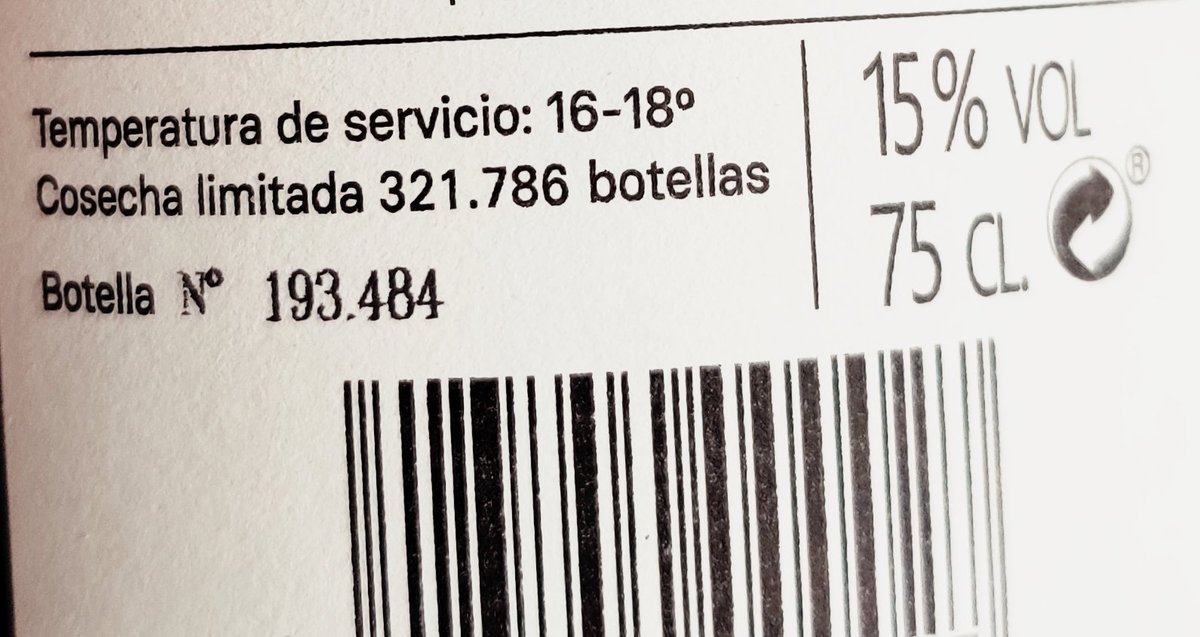 Temperatura de servicio: 16-18º
Cosecha limitada 321.786 botellas
Botella Nº 193.484
15% VOL
75 CL.
®